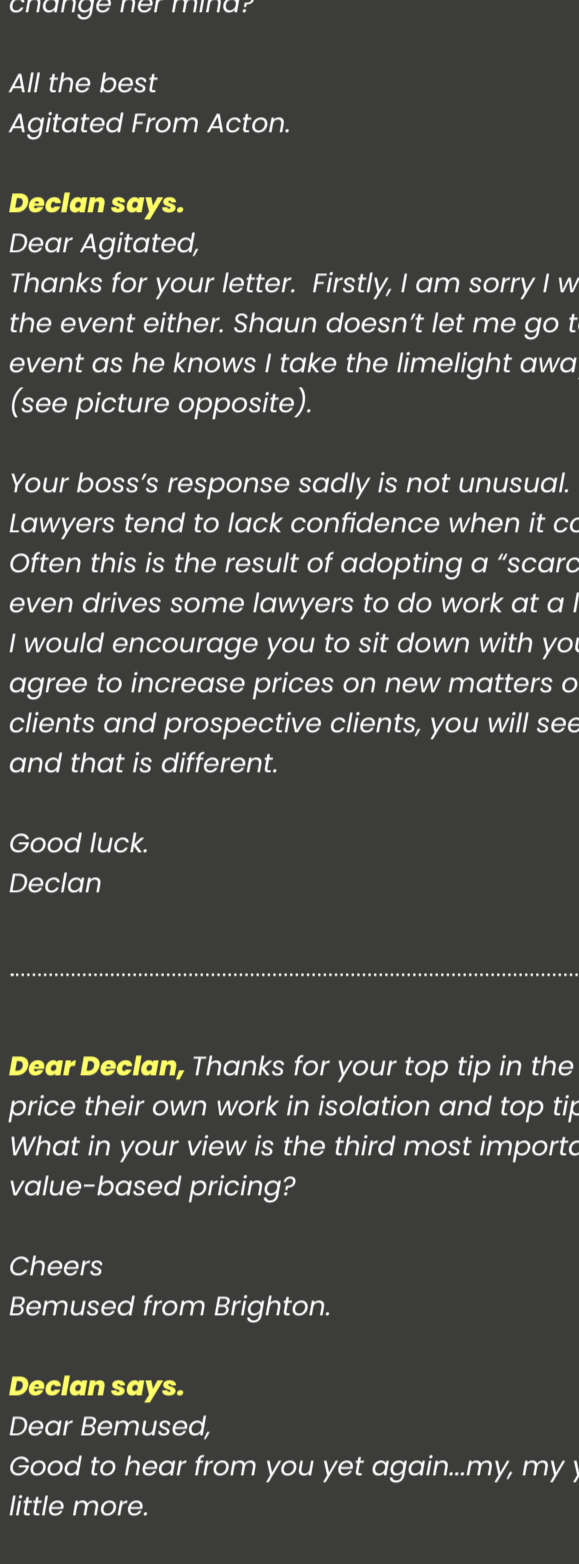 change her mind?
All the best
Agitated From Acton.
Declan says.
Dear Agitated,
Thanks for your letter.  Firstly, I am sorry I
the event either. Shaun doesn't let me go
event as he knows I take the limelight
(see picture opposite).
Your boss's response sadly is not unusual.
Lawyers tend to lack confidence when it
Often this is the result of adopting a
even drives some lawyers to do work at a
I would encourage you to sit down with
agree to increase prices on new matters
clients and prospective clients, you will
and that is different.
Good luck.
Declan
................................................................................................
Dear Declan, Thanks for your top tip in the
price their own work in isolation and top
What in your view is the third most
value-based pricing?
Cheers
Bemused from Brighton.
Declan says.
Dear Bemused,
Good to hear from you yet again...my, my
little more.